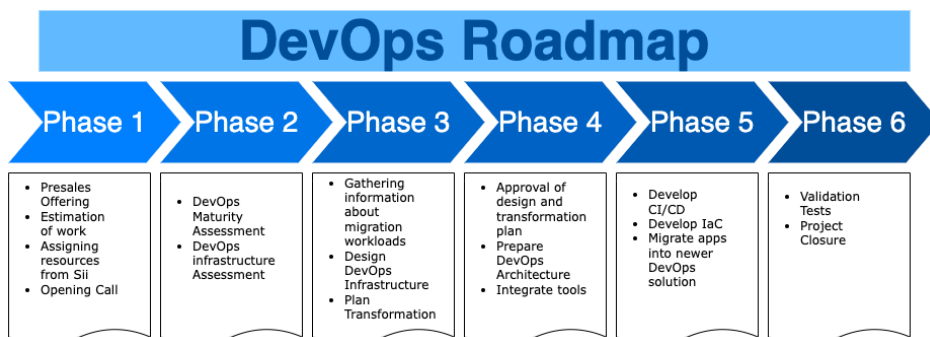 DevOps Roadmap
Phase 1
Phase 2
Phase 3
Phase 4
Phase 5
Phase 6
• Presales
Offering
• Estimation
of work
• Assigning
resources
from Sii
• Opening Call
• DevOps
Maturity
Assessment
• DevOps
infrastructure
Assessment
• Gathering
information
about
migration
workloads
• Design
DevOps
Infrastructure
• Plan
Transformation
• Approval of
design and
transformation
plan
• Prepare
DevOps
Architecture
• Integrate tools
• Develop
CI/CD
• Develop IaC
• Migrate apps
into newer
DevOps
solution
• Validation
Tests
• Project
Closure